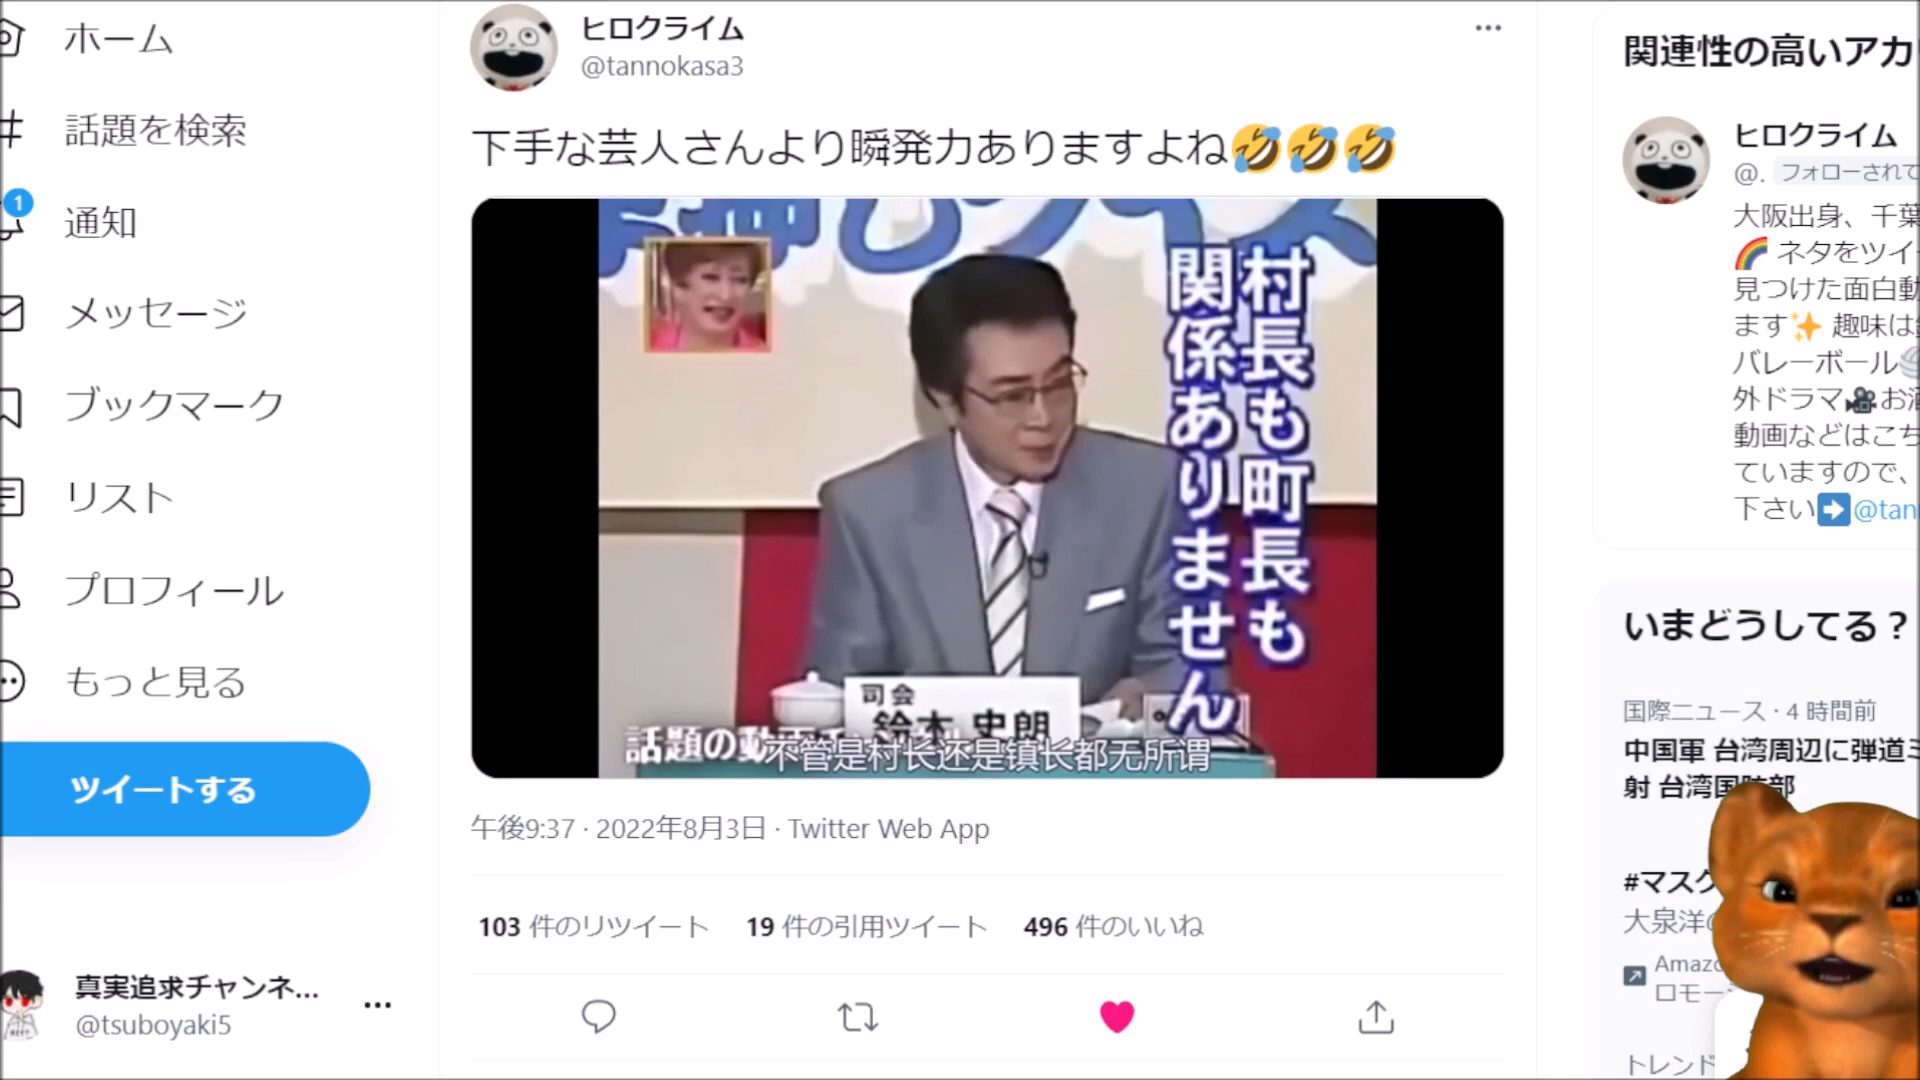 ホーム
話題を検索
1
通知
メッセージ
ブックマーク
リスト
プロフィール
もっと見る
ツイートする
真実追求チャンネ...
@tsuboyaki5
ヒロクライム
@tannokasa3
下手な芸人さんより瞬発力ありますよね🤣🤣🤣
村長も町長も
関係ありません
司会
鈴木 史朗
話題の動
不管是村长还是镇长都无所谓
午後9:37 · 2022年8月3日 · Twitter Web App
103 件のリツイート 19 件の引用ツイート 496 件のいいね
関連性の高いアカ
ヒロクライム
@. フォローされて
大阪出身、千葉
🌈 ネタをツイ
見つけた面白動
ます✨ 趣味は
バレーボール🏐
外ドラマ🎥お酒
動画などはこち
ていますので、
下さい➡@tan
いまどうしてる？
国際ニュース · 4 時間前
中国軍 台湾周辺に弾道ミ
射 台湾国防部
#マスク
大泉洋の
Amazo
ロモー
トレンド